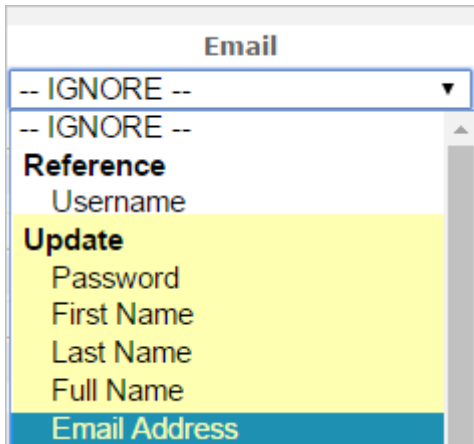 Email
-- IGNORE --
-- IGNORE --
Reference
Username
Update
Password
First Name
Last Name
Full Name
Email Address